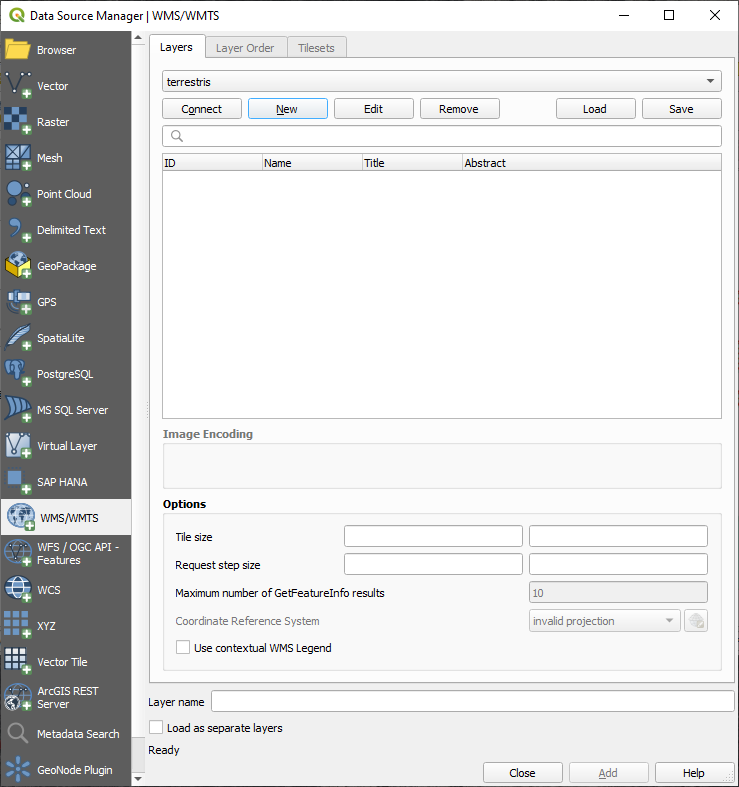 Data Source Manager | WMS/WMTS
Browser
Vector
Raster
Mesh
Point Cloud
Delimited Text
GeoPackage
GPS
SpatiaLite
PostgreSQL
MS SQL Server
Virtual Layer
SAP HANA
WMS/WMTS
WFS / OGC API -
Features
WCS
XYZ
Vector Tile
ArcGIS REST
Server
Metadata Search
GeoNode Plugin
Layers Layer Order Tilesets
terrestris
Connect New Edit Remove Load Save
ID Name Title Abstract
Image Encoding
Options
Tile size
Request step size
Maximum number of GetFeatureInfo results 10
Coordinate Reference System invalid projection
Use contextual WMS Legend
Layer name
Load as separate layers
Ready
Close Add Help